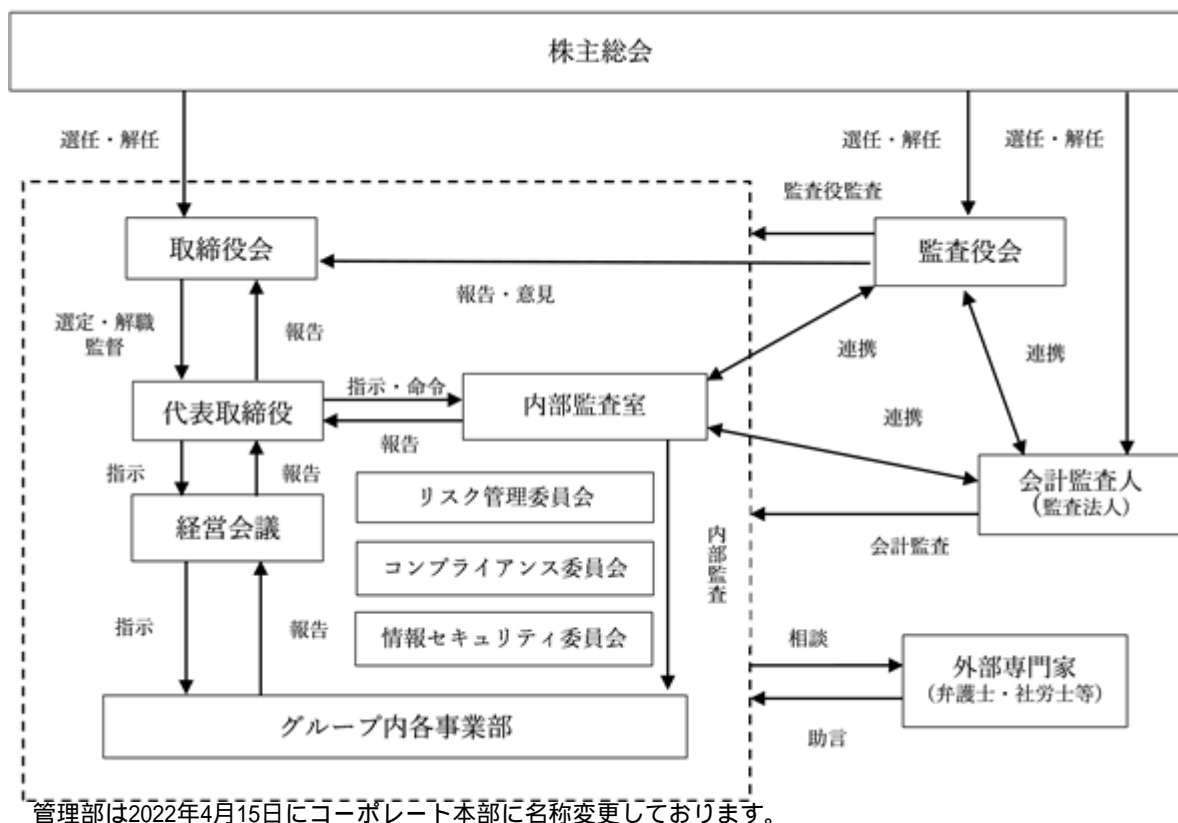 株主総会
選任・解任
選任・解任
選任・解任
監査役監査
取締役会
監査役会
報告・意見
選定・解職
監督
報告
連携
連携
指示・命令
代表取締役
内部監査室
連携
報告
指示
報告
リスク管理委員会
会計監査人
(監査法人)
経営会議
内部監査
会計監査
コンプライアンス委員会
指示
報告
情報セキュリティ委員会
相談
外部専門家
(弁護士・社労士等)
グループ内各事業部
助言
管理部は2022年4月15日にコーポレート本部に名称変更しております。